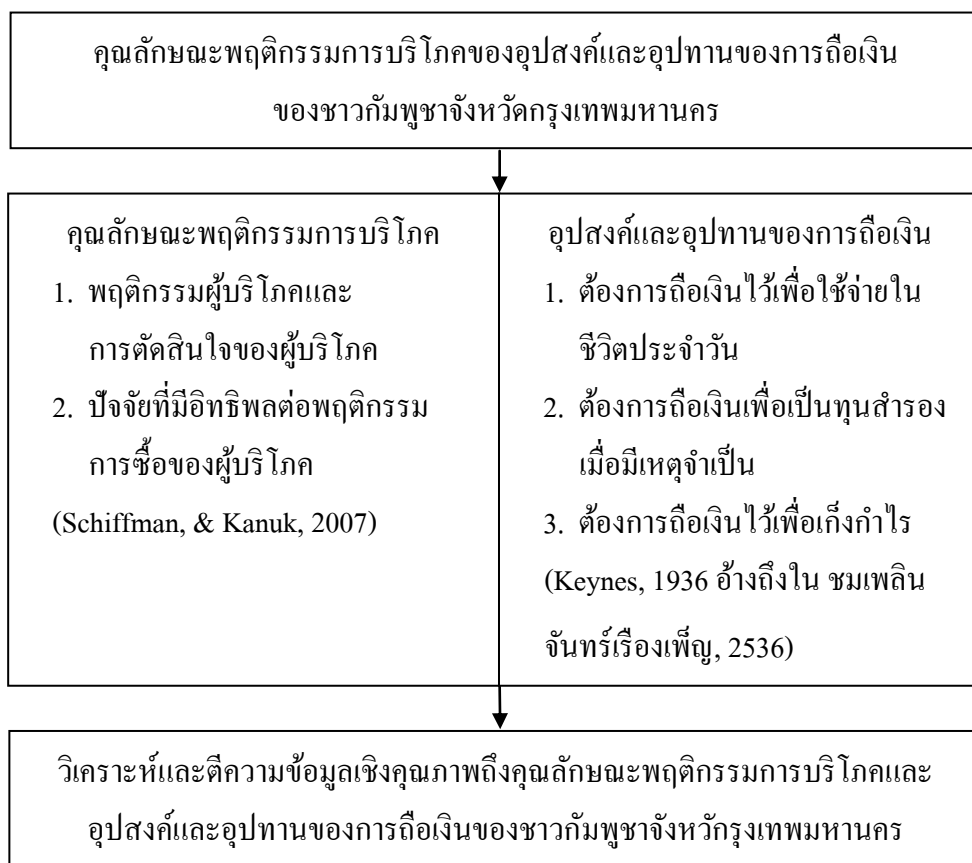 คุณลักษณะพฤติกรรมการบริโภคของอุปสงค์และอุปทานของการถือเงิน
ของชาวกัมพูชาจังหวัดกรุงเทพมหานคร
คุณลักษณะพฤติกรรมการบริโภค
1. พฤติกรรมผู้บริโภคและ
การตัดสินใจของผู้บริโภค
2. ปัจจัยที่มีอิทธิพลต่อพฤติกรรม
การซื้อของผู้บริโภค
(Schiffman, & Kanuk, 2007)
อุปสงค์และอุปทานของการถือเงิน
1. ต้องการถือเงินไว้เพื่อใช้จ่ายใน
ชีวิตประจำวัน
2. ต้องการถือเงินเพื่อเป็นทุนสำรอง
เมื่อมีเหตุจำเป็น
3. ต้องการถือเงินไว้เพื่อเก็งกำไร
(Keynes, 1936 อ้างถึงใน ชมเพลิน
จันทร์เรืองเพ็ญ, 2536)
วิเคราะห์และตีความข้อมูลเชิงคุณภาพถึงคุณลักษณะพฤติกรรมการบริโภคและ
อุปสงค์และอุปทานของการถือเงินของชาวกัมพูชาจังหวักรุงเทพมหานคร